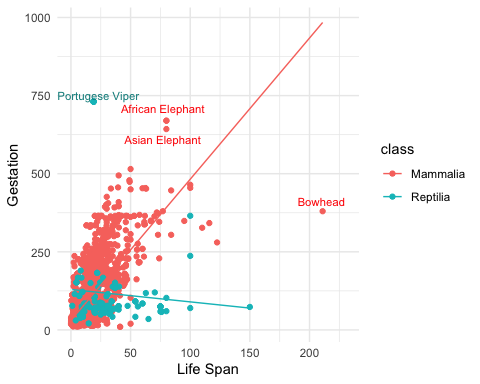 1000
750
500
250
0
Gestation
Portugese Viper
African Elephant
Asian Elephant
Bowhead
0
50
100
150
200
Life Span
class
Mammalia
Reptilia